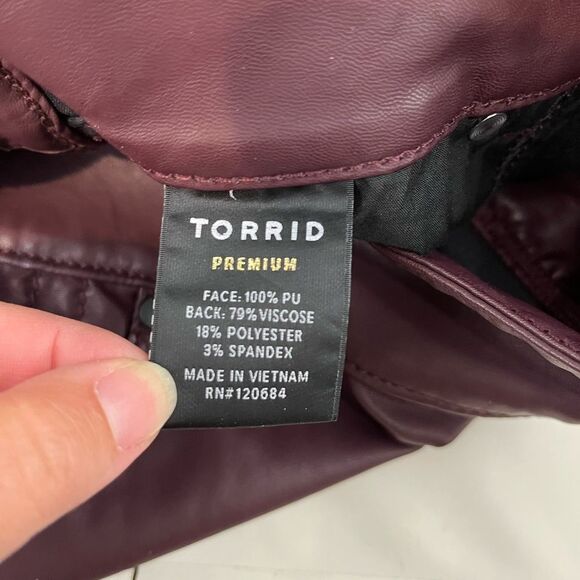 TORRID
PREMIUM
FACE: 100% PU
BACK: 79% VISCOSE
18% POLYESTER
3% SPANDEX
MADE IN VIETNAM
RN#120684